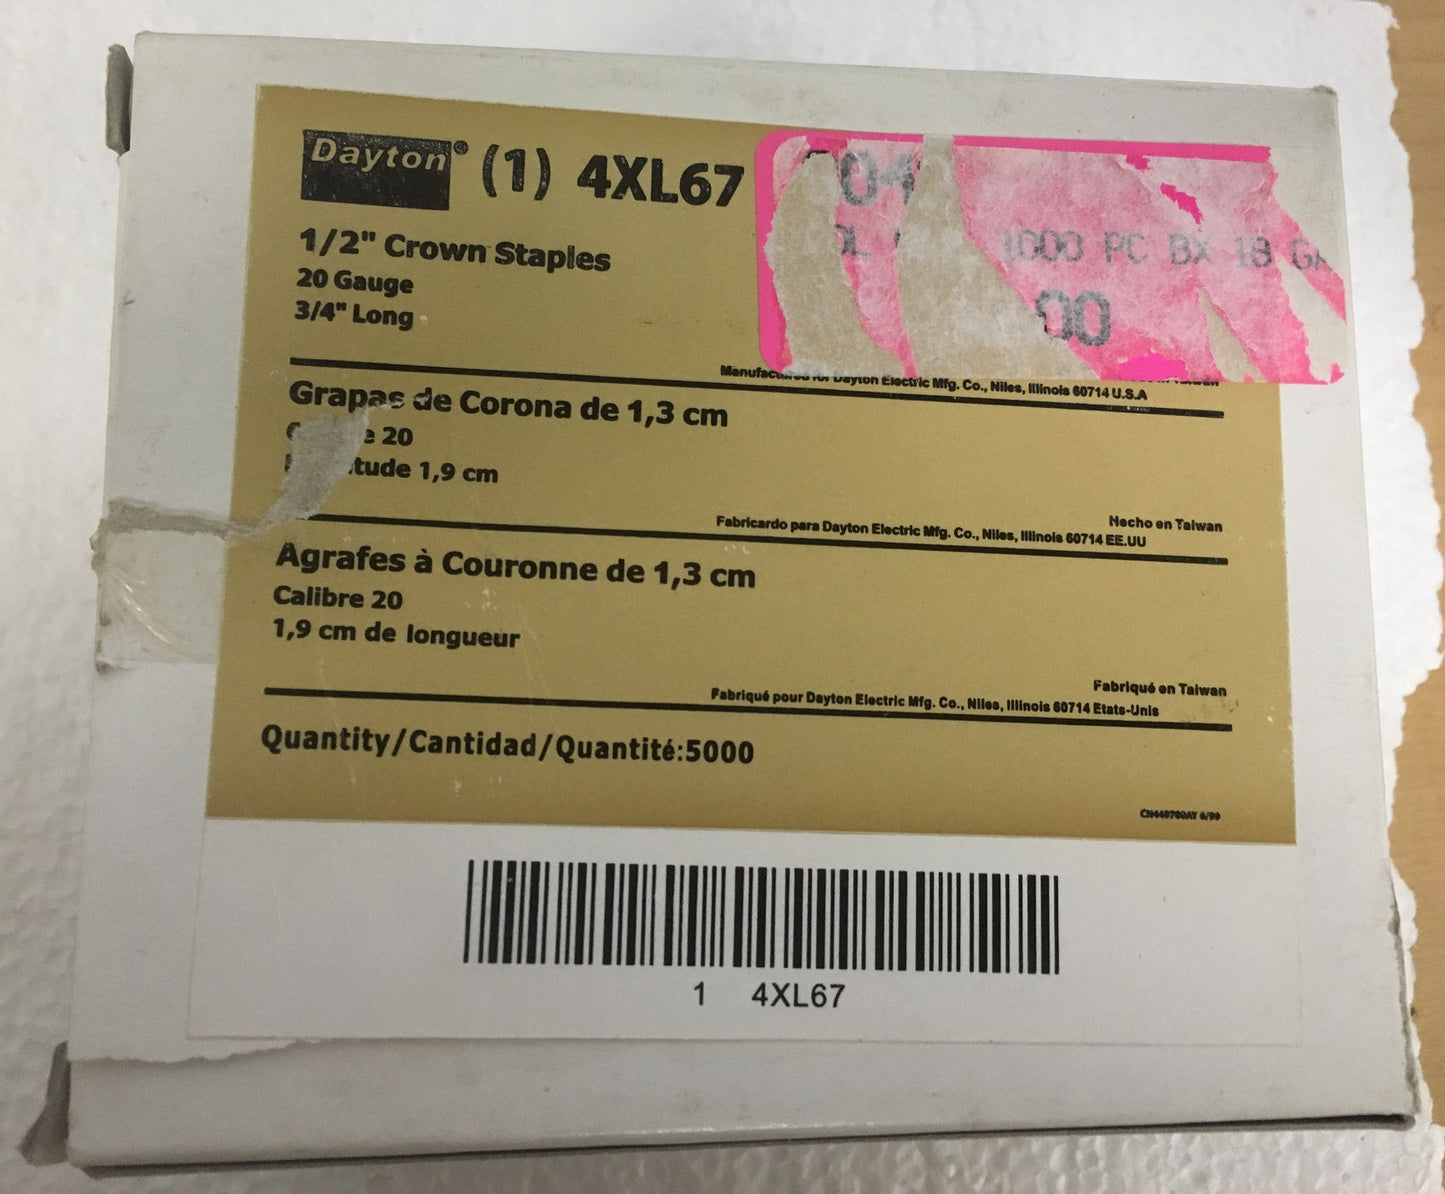 Dayton® (1) 4XL67
1/2" Crown Staples
20 Gauge
3/4" Long
1000 PC BX 18
00
Dayton Electric Mfg. Co., Niles, Illinois 60714 U.S.A
Grapas de Corona de 1,3 cm
20
1,9 cm
Hecho en Taiwan
Fabricardo para Dayton Electric Mfg. Co., Niles, Illinois 60714 EE.UU
Agrafes à Couronne de 1,3 cm
Calibre 20
1,9 cm de longueur
Fabriqué en Taiwan
Fabriqué pour Dayton Electric Mfg. Co., Niles, Illinois 60714 Etats-Unis
Quantity/Cantidad/Quantité:5000
1 4XL67